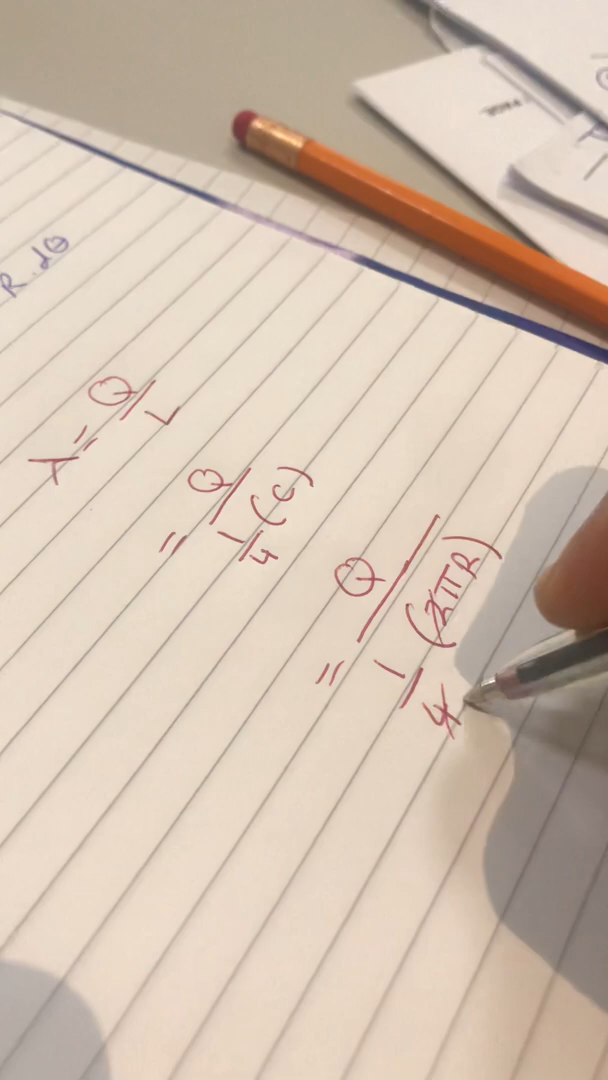 R. dθ
λ = Q/L
= Q/(1/4 (C))
= Q/(1/4 (2πR))